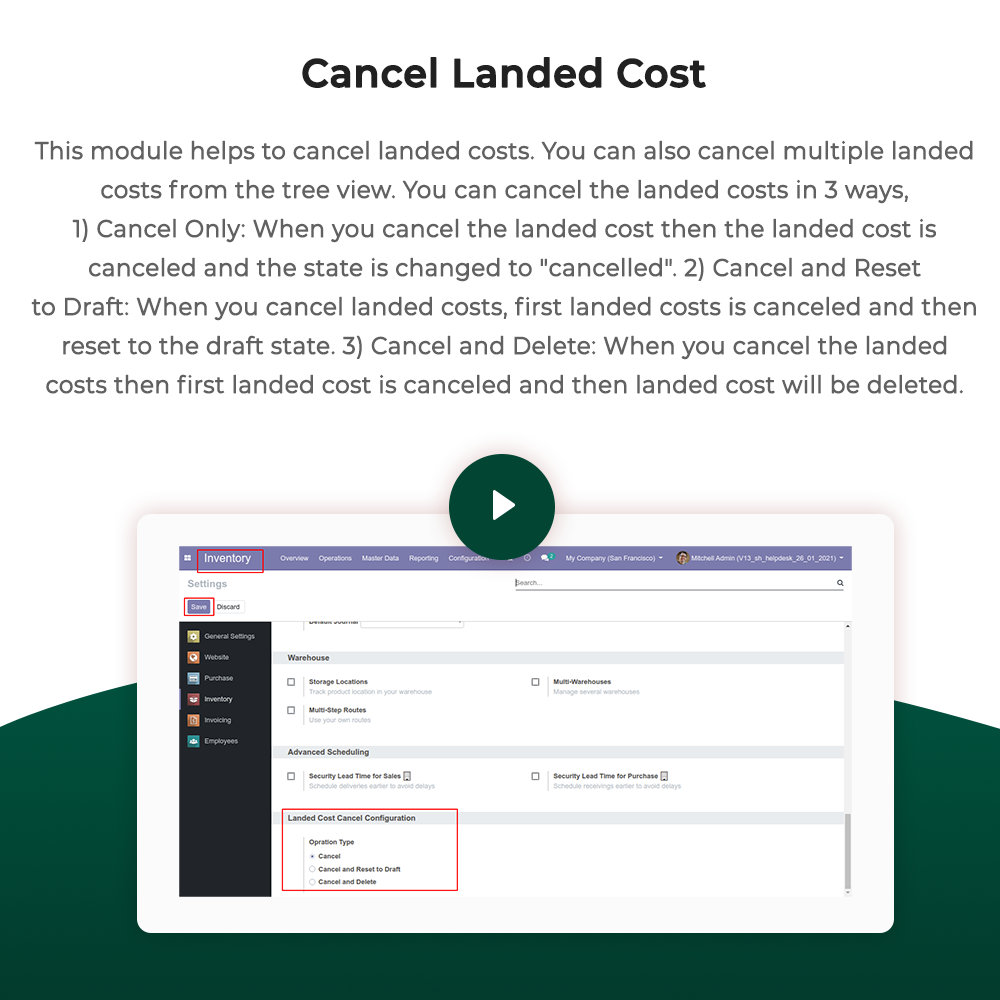 Cancel Landed Cost
This module helps to cancel landed costs. You can also cancel multiple landed
costs from the tree view. You can cancel the landed costs in 3 ways,
1) Cancel Only: When you cancel the landed cost then the landed cost is
canceled and the state is changed to "cancelled". 2) Cancel and Reset
to Draft: When you cancel landed costs, first landed costs is canceled and then
reset to the draft state. 3) Cancel and Delete: When you cancel the landed
costs then first landed cost is canceled and then landed cost will be deleted.
Inventory Overview Operations Master Data Reporting Configuration 2 My Company (San Francisco) Mitchell Admin (V13_sh_helpdesk_26_01_2021)
Settings Search...
Save Discard
General Settings
Website
Purchase
Inventory
Invoicing
Employees
Default Journal
Warehouse
Storage Locations Multi-Warehouses
Track product location in your warehouse Manage several warehouses
Multi-Step Routes
Use your own routes
Advanced Scheduling
Security Lead Time for Sales Security Lead Time for Purchase
Schedule deliveries earlier to avoid delays Schedule receivings earlier to avoid delays
Landed Cost Cancel Configuration
Opration Type
Cancel
Cancel and Reset to Draft
Cancel and Delete